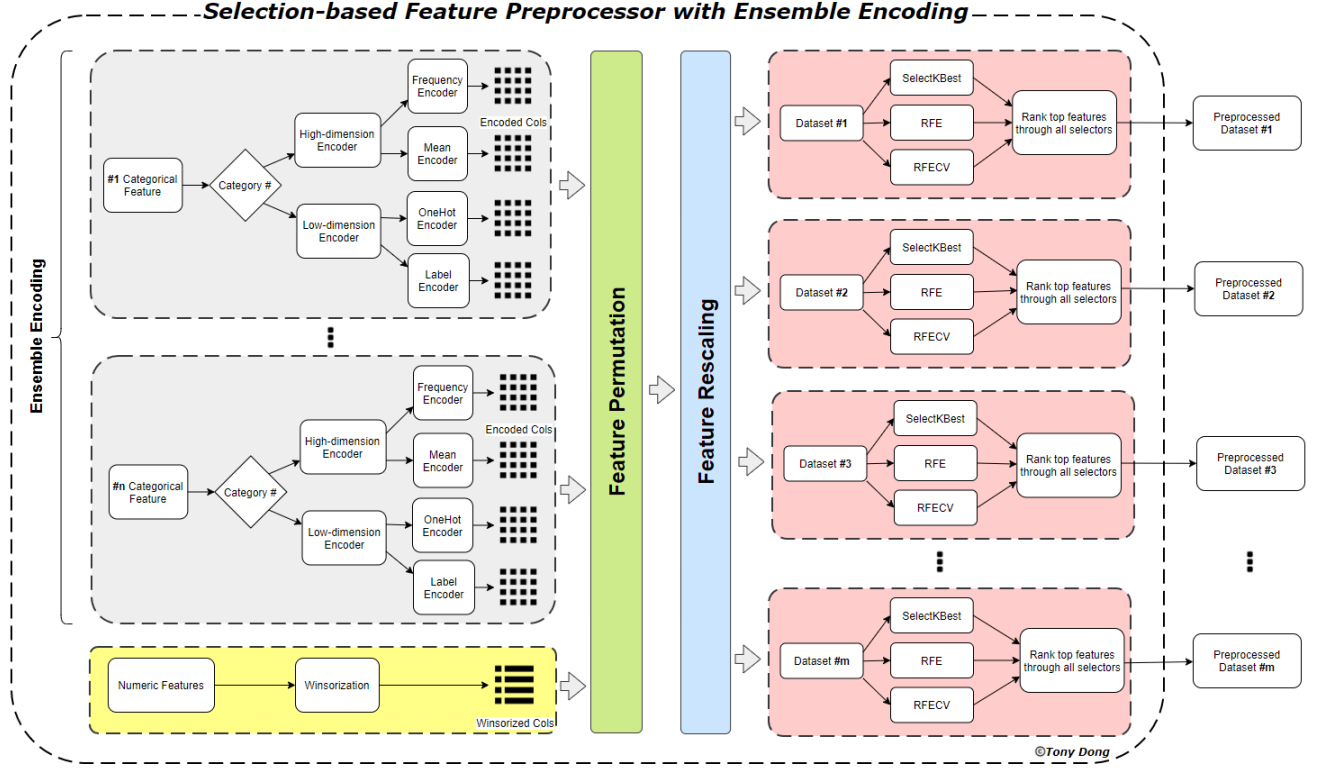 Selection-based Feature Preprocessor with Ensemble Encoding
Ensemble Encoding
#1 Categorical
Feature
Category #
High-dimension
Encoder
Low-dimension
Encoder
Frequency
Encoder
Mean
Encoder
OneHot
Encoder
Label
Encoder
Encoded Cols
#n Categorical
Feature
Category #
High-dimension
Encoder
Low-dimension
Encoder
Frequency
Encoder
Mean
Encoder
OneHot
Encoder
Label
Encoder
Encoded Cols
Numeric Features
Winsorization
Winsorized Cols
Feature Permutation
Feature Rescaling
Dataset #1
SelectKBest
RFE
RFECV
Rank top features
through all selectors
Preprocessed
Dataset #1
Dataset #2
SelectKBest
RFE
RFECV
Rank top features
through all selectors
Preprocessed
Dataset #2
Dataset #3
SelectKBest
RFE
RFECV
Rank top features
through all selectors
Preprocessed
Dataset #3
Dataset #m
SelectKBest
RFE
RFECV
Rank top features
through all selectors
Preprocessed
Dataset #m
©Tony Dong